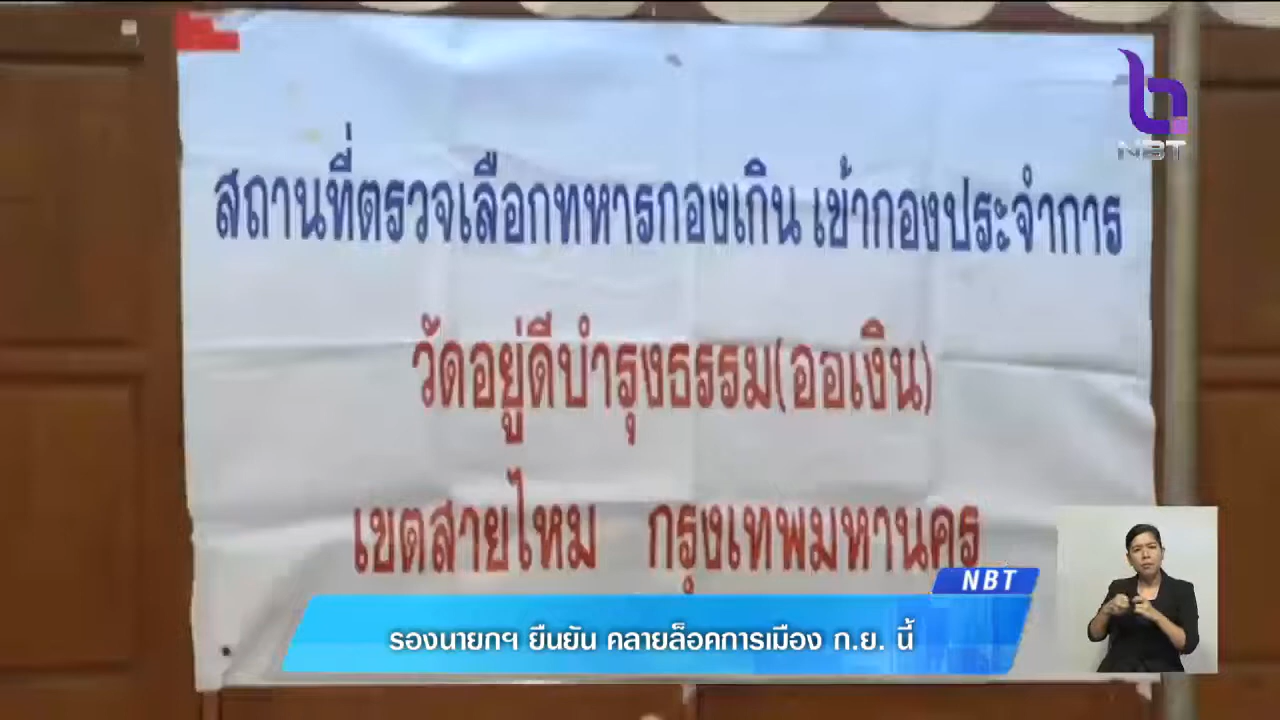 NBT
สถานที่ตรวจเลือกทหารกองเกิน เข้ากองประจำการ
วัดอยู่ดีบำรุงธรรม(ออเงิน)
เขตสายไหม กรุงเทพมหานคร
NBT
รองนายกฯ ยืนยัน คลายล็อคการเมือง ก.ย. นี้